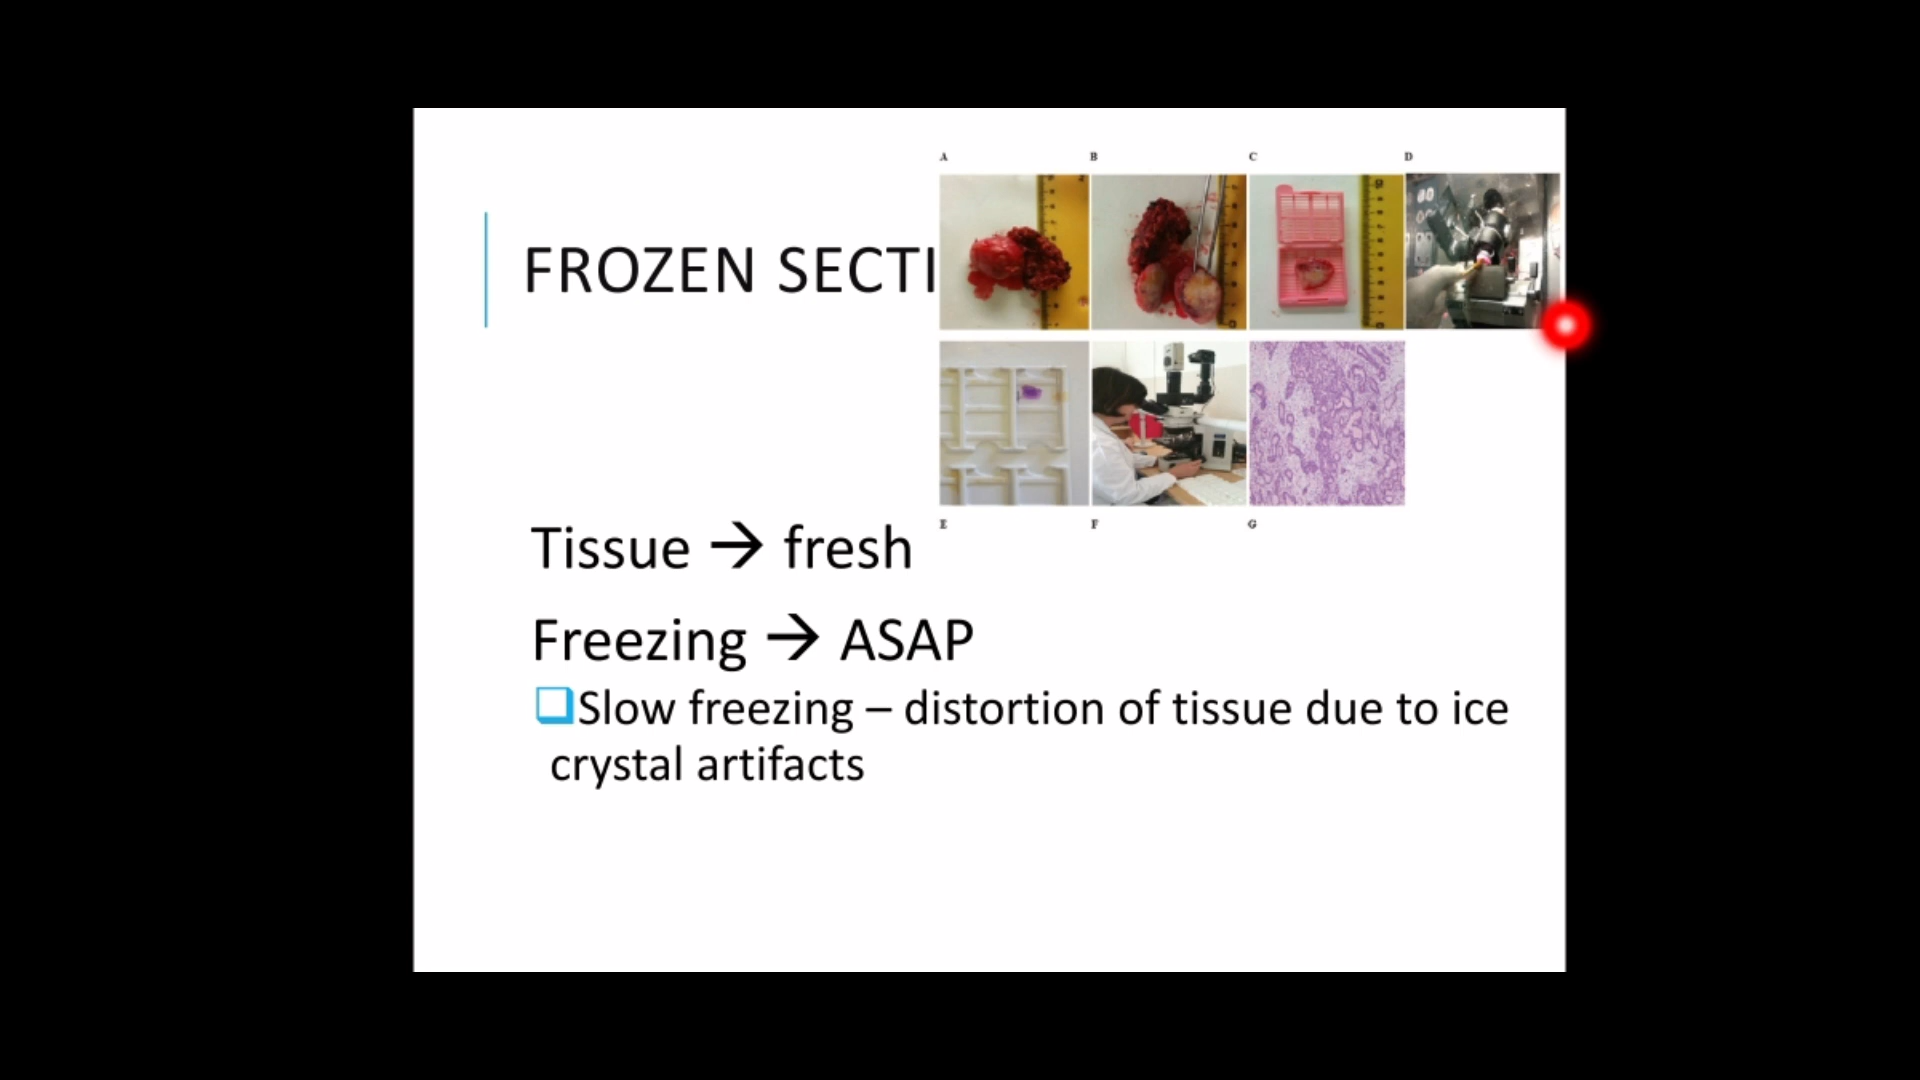 A B C D
FROZEN SECTI
E F G
Tissue → fresh
Freezing → ASAP
❑Slow freezing – distortion of tissue due to ice
crystal artifacts